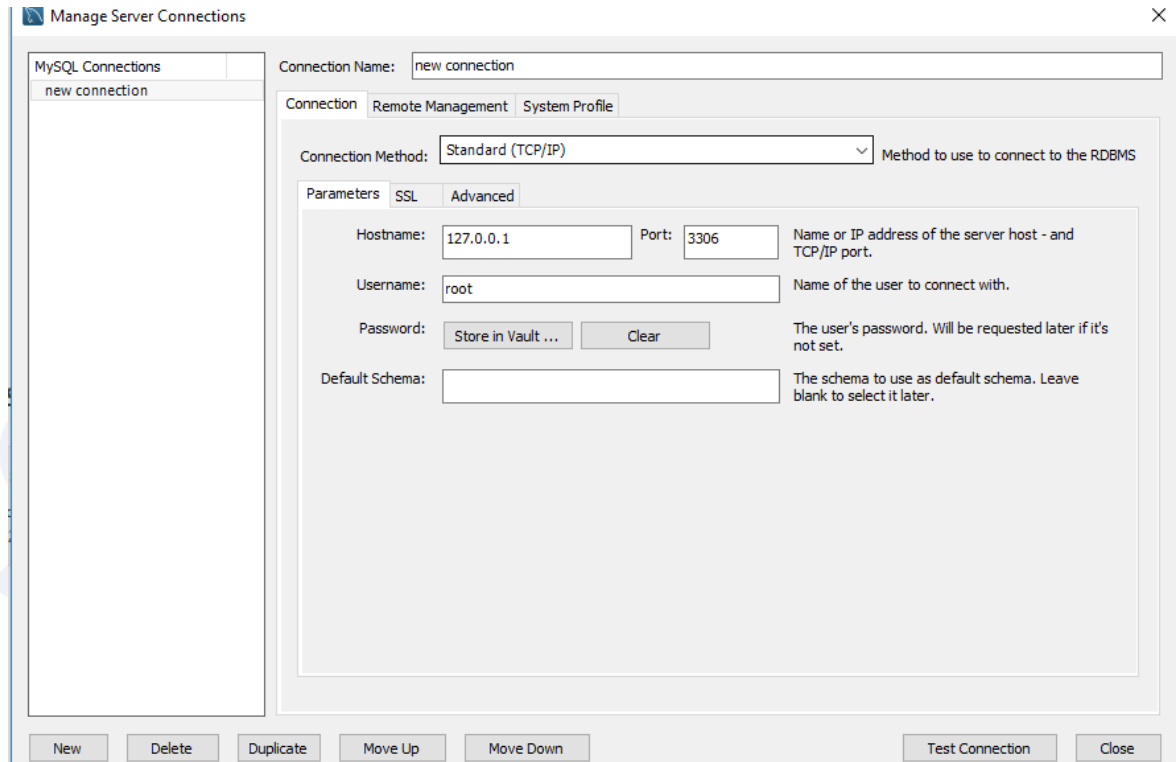 Manage Server Connections
MySQL Connections
new connection
Connection Name: new connection
Connection Remote Management System Profile
Connection Method: Standard (TCP/IP) Method to use to connect to the RDBMS
Parameters SSL Advanced
Hostname: 127.0.0.1 Port: 3306 Name or IP address of the server host - and
TCP/IP port.
Username: root Name of the user to connect with.
Password: Store in Vault ... Clear The user's password. Will be requested later if it's
not set.
Default Schema: The schema to use as default schema. Leave
blank to select it later.
New Delete Duplicate Move Up Move Down Test Connection Close